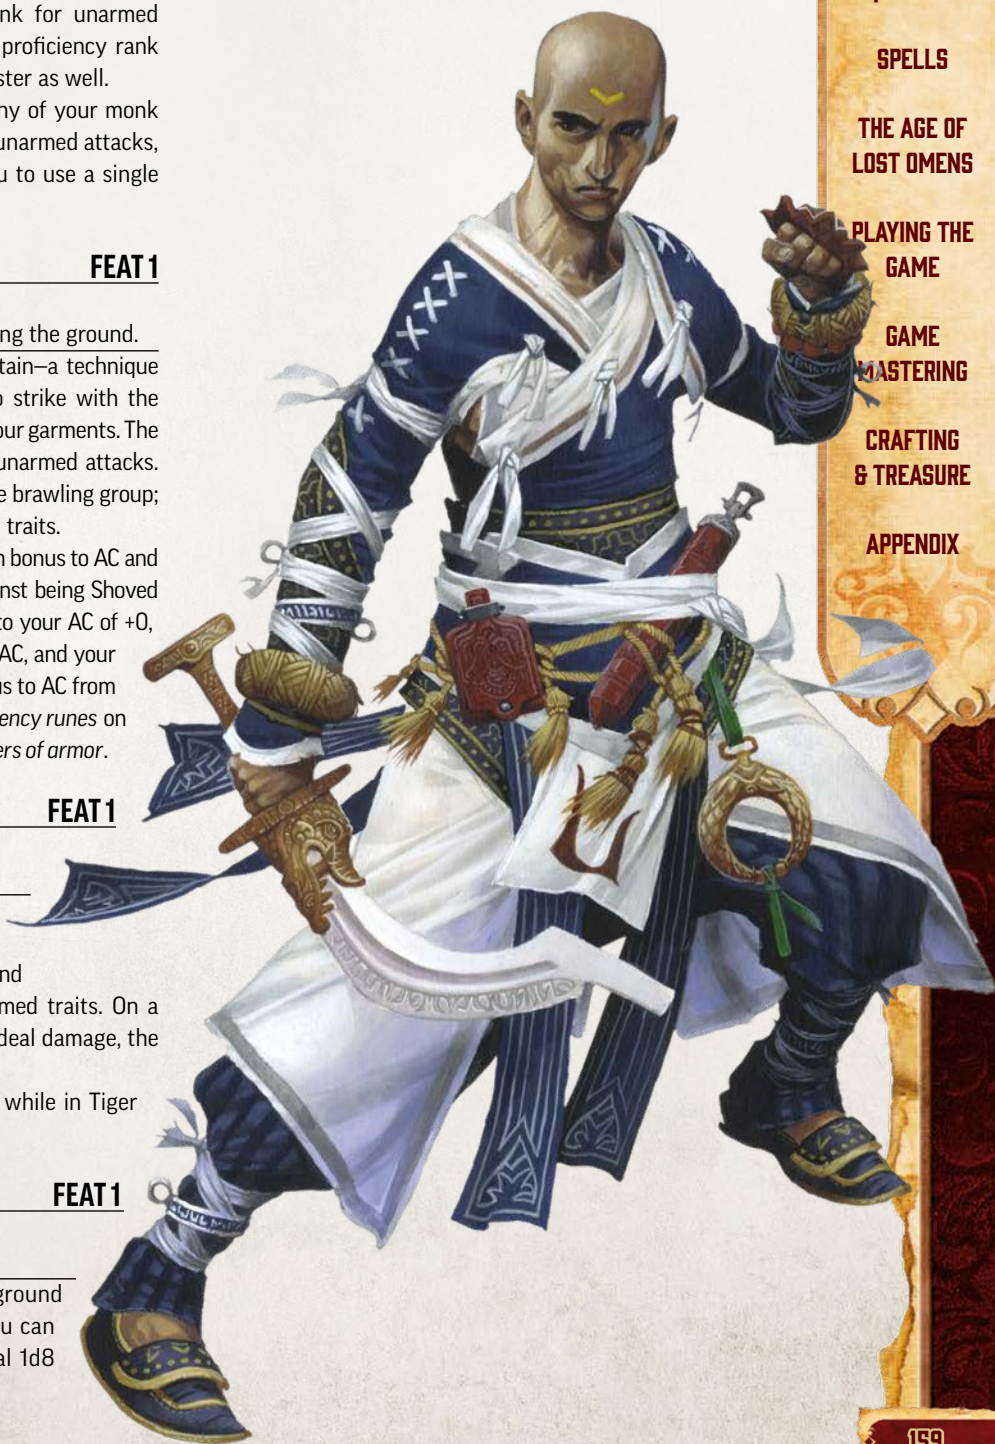 nk for unarmed
proficiency rank
ster as well.
ny of your monk
unarmed attacks,
u to use a single
FEAT 1
ng the ground.
tain—a technique
o strike with the
our garments. The
unarmed attacks.
e brawling group;
traits.
n bonus to AC and
inst being Shoved
to your AC of +0,
AC, and your
us to AC from
ency runes on
ers of armor.
FEAT 1
nd
med traits. On a
deal damage, the
while in Tiger
FEAT 1
ground
u can
al 1d8
SPELLS
THE AGE OF
LOST OMENS
PLAYING THE
GAME
GAME
MASTERING
CRAFTING
& TREASURE
APPENDIX
159